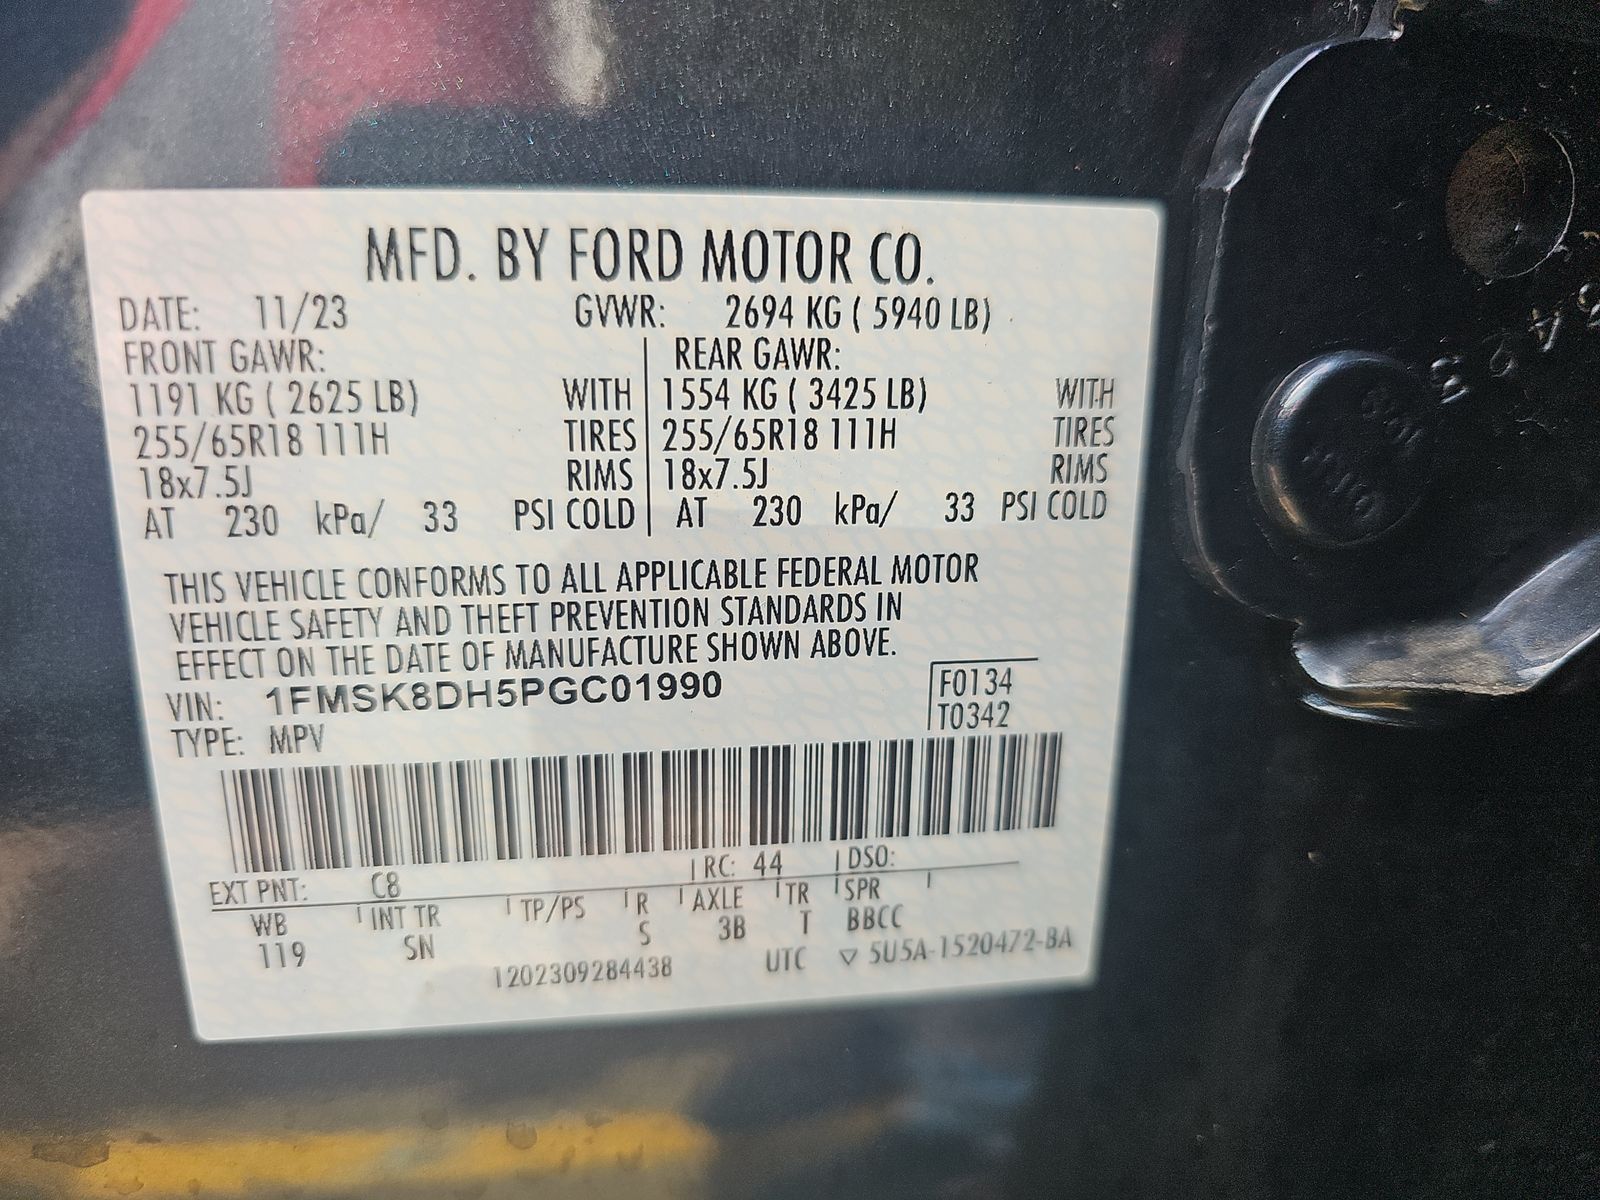 MFD. BY FORD MOTOR CO.
DATE: 11/23 GVWR: 2694 KG ( 5940 LB)
FRONT GAWR: REAR GAWR:
1191 KG ( 2625 LB) WITH 1554 KG ( 3425 LB) WITH
255/65R18 111H TIRES 255/65R18 111H TIRES
18x7.5J RIMS 18x7.5J RIMS
AT 230 kPa/ 33 PSI COLD AT 230 kPa/ 33 PSI COLD
THIS VEHICLE CONFORMS TO ALL APPLICABLE FEDERAL MOTOR
VEHICLE SAFETY AND THEFT PREVENTION STANDARDS IN
EFFECT ON THE DATE OF MANUFACTURE SHOWN ABOVE.
VIN: 1FMSK8DH5PGC01990 F0134
TYPE: MPV T0342
EXT PNT: C8 RC: 44 DSO:
WB INT TR TP/PS R AXLE TR SPR
119 SN S 3B T BBCC
1202309284438 UTC ▽ 5U5A-1520472-BA